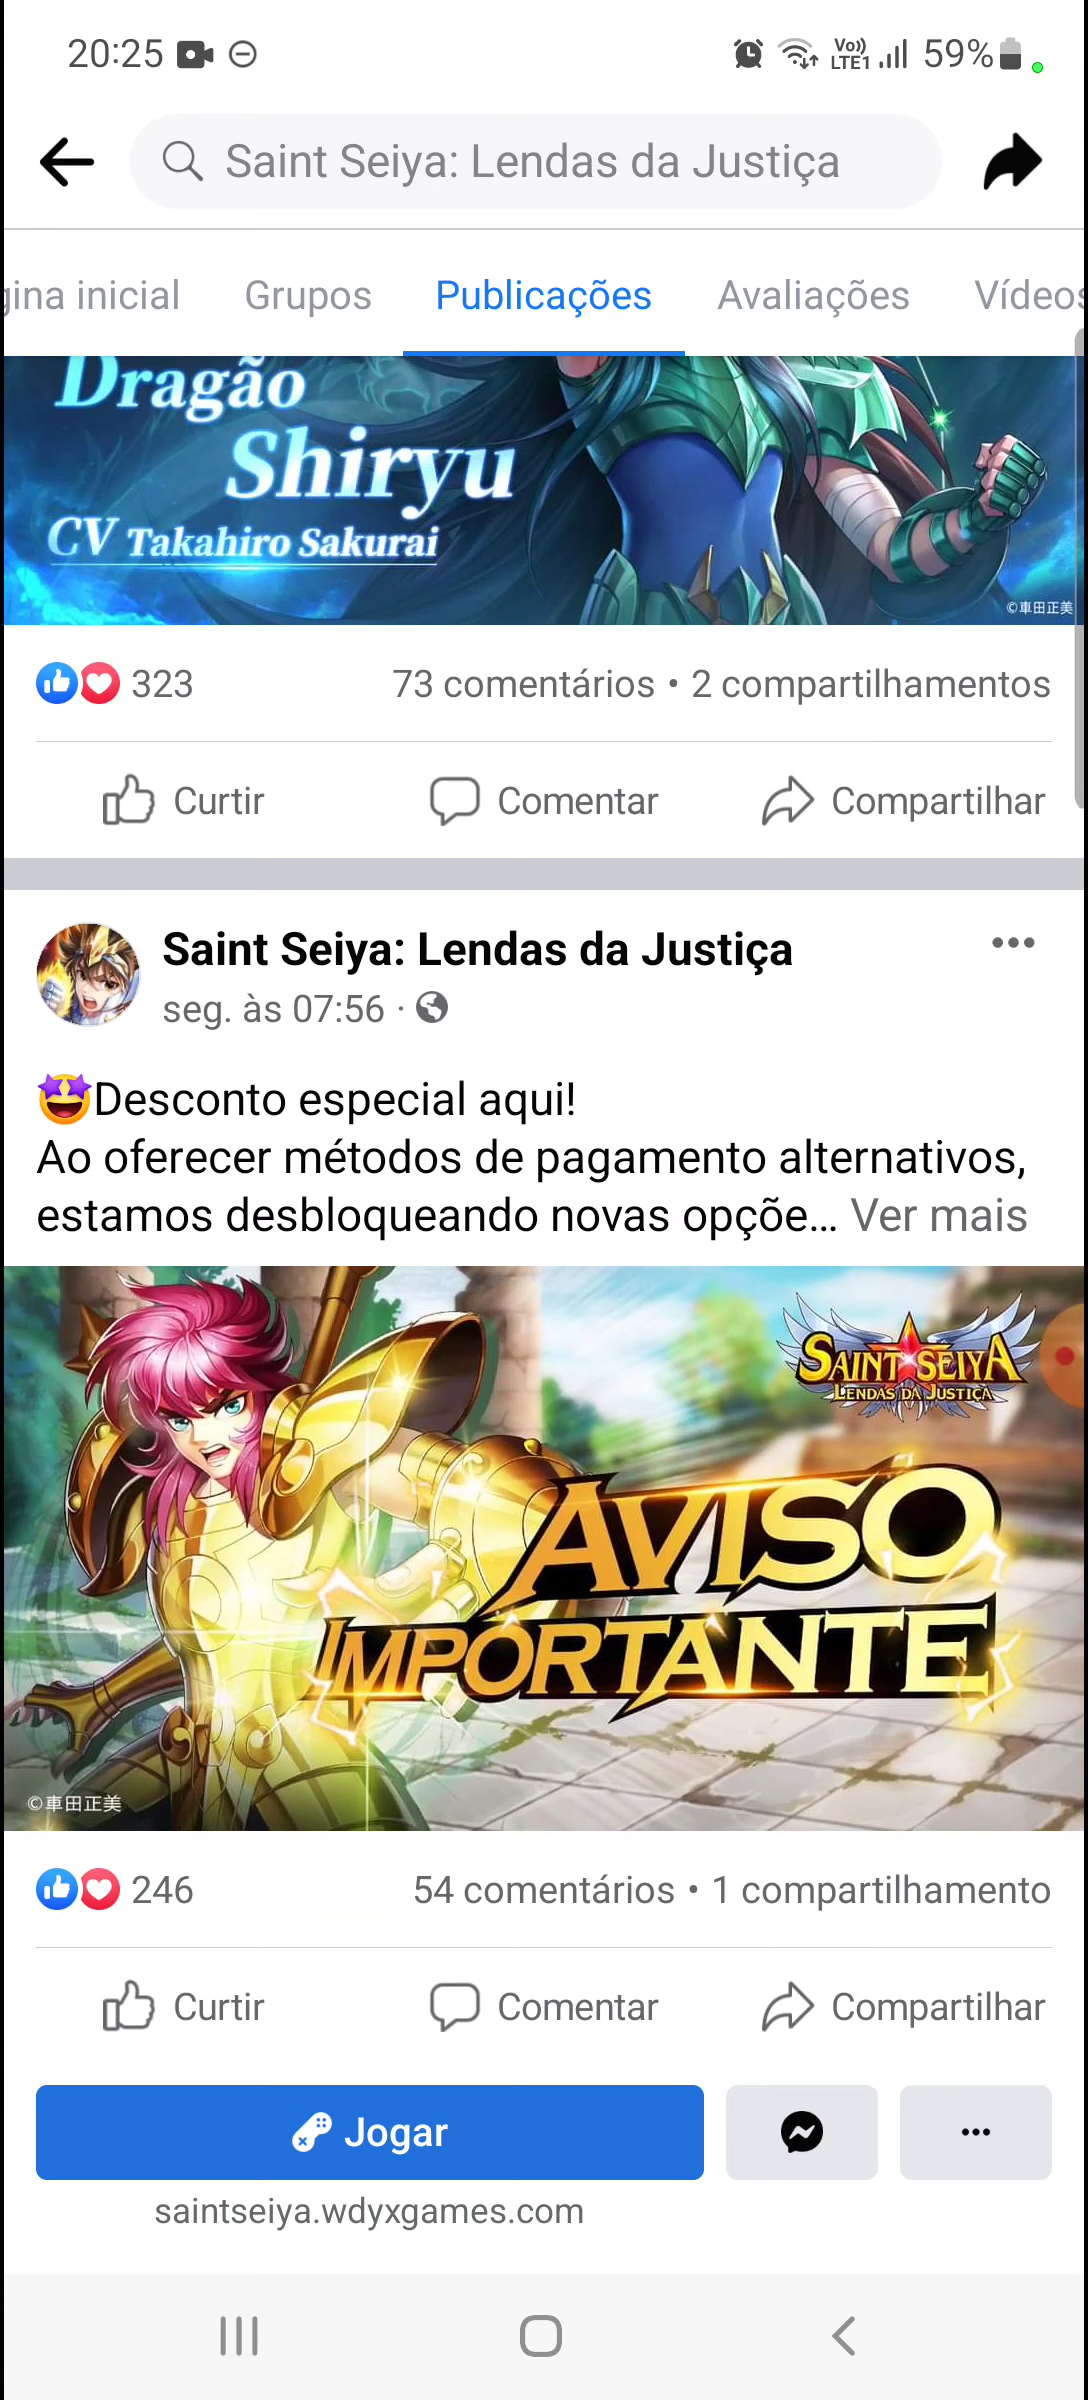 20:25
Vo)) LTE1 59%
Saint Seiya: Lendas da Justiça
gina inicial Grupos Publicações Avaliações Vídeos
Dragão
Shiryu
CV Takahiro Sakurai
©車田正美
323 73 comentários • 2 compartilhamentos
Curtir Comentar Compartilhar
Saint Seiya: Lendas da Justiça
seg. às 07:56 ·
🤩Desconto especial aqui!
Ao oferecer métodos de pagamento alternativos,
estamos desbloqueando novas opçõe... Ver mais
SAINT SEIYA
LENDAS DA JUSTIÇA
AVISO
IMPORTANTE
©車田正美
246 54 comentários • 1 compartilhamento
Curtir Comentar Compartilhar
Jogar
saintseiya.wdyxgames.com